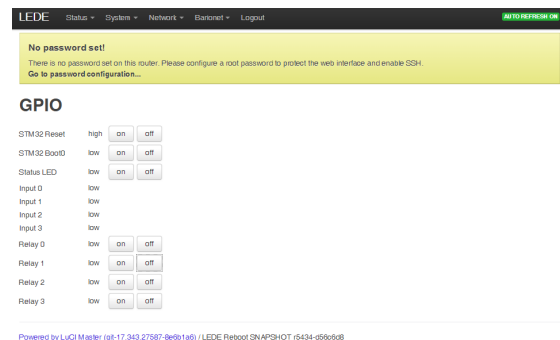 LEDE Status System Network Barionet Logout AUTO REFRESH ON
No password set!
There is no password set on this router. Please configure a root password to protect the web interface and enable SSH.
Go to password configuration...
GPIO
STM32 Reset high on off
STM32 Boot0 low on off
Status LED low on off
Input 0 low
Input 1 low
Input 2 low
Input 3 low
Relay 0 low on off
Relay 1 low on off
Relay 2 low on off
Relay 3 low on off
Powered by LuCI Master (git-17.343.27587-8e6b1a6) / LEDE Reboot SNAPSHOT r5434-d56c6d8